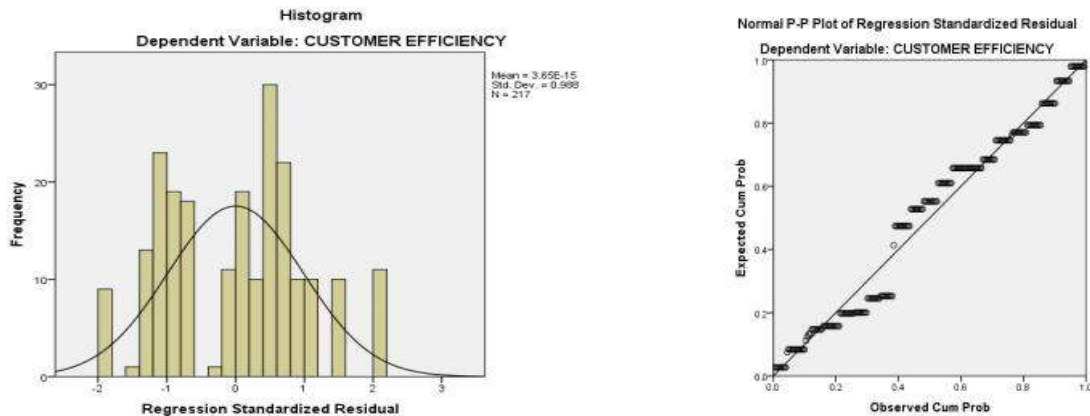 Histogram
Dependent Variable: CUSTOMER EFFICIENCY
Mean = 3.65E-15
Std. Dev. = 0.988
N = 217
30
20
10
0
Frequency
-2 -1 0 1 2 3
Regression Standardized Residual
Normal P-P Plot of Regression Standardized Residual
Dependent Variable: CUSTOMER EFFICIENCY
1.0
0.8
0.6
0.4
0.2
0.0
Expected Cum Prob
0.0 0.2 0.4 0.6 0.8 1.0
Observed Cum Prob